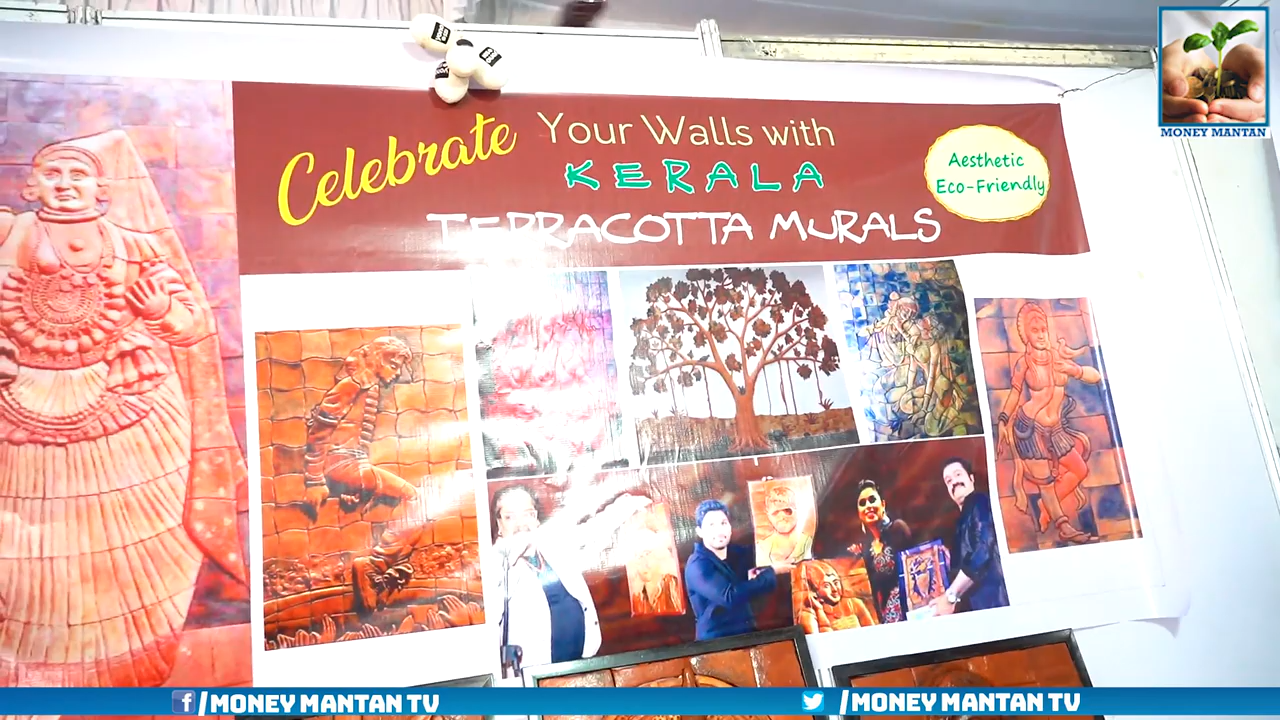 Celebrate Your Walls with
KERALA
TERRACOTTA MURALS
Aesthetic
Eco-Friendly
MONEY MANTAN
f /MONEY MANTAN TV
/MONEY MANTAN TV